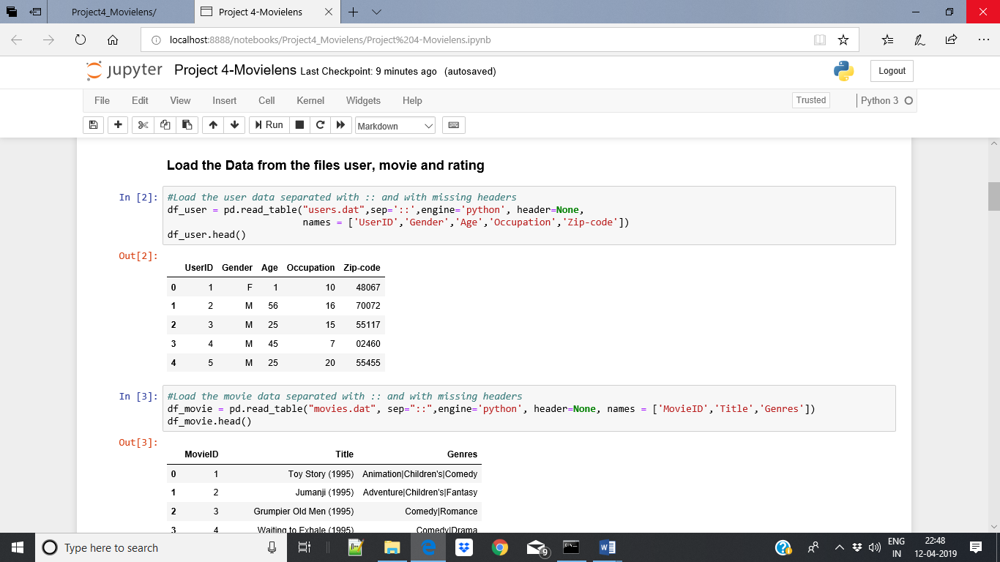 Project4_Movielens/
Project 4-Movielens
localhost:8888/notebooks/Project4_Movielens/Project%204-Movielens.ipynb
jupyter Project 4-Movielens Last Checkpoint: 9 minutes ago (autosaved)
Logout
File Edit View Insert Cell Kernel Widgets Help
Trusted
Python 3
Run
Markdown
Load the Data from the files user, movie and rating
In [2]: #Load the user data separated with :: and with missing headers
df_user = pd.read_table("users.dat",sep='::',engine='python', header=None,
names = ['UserID','Gender','Age','Occupation','Zip-code'])
df_user.head()
Out[2]:
UserID Gender Age Occupation Zip-code
0 1 F 1 10 48067
1 2 M 56 16 70072
2 3 M 25 15 55117
3 4 M 45 7 02460
4 5 M 25 20 55455
In [3]: #Load the movie data separated with :: and with missing headers
df_movie = pd.read_table("movies.dat", sep="::",engine='python', header=None, names = ['MovieID','Title','Genres'])
df_movie.head()
Out[3]:
MovieID Title Genres
0 1 Toy Story (1995) Animation|Children's|Comedy
1 2 Jumanji (1995) Adventure|Children's|Fantasy
2 3 Grumpier Old Men (1995) Comedy|Romance
3 4 Waiting to Exhale (1995) Comedy|Drama
Type here to search
9
ENG
IN
22:48
12-04-2019